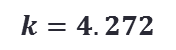 k = 4.272